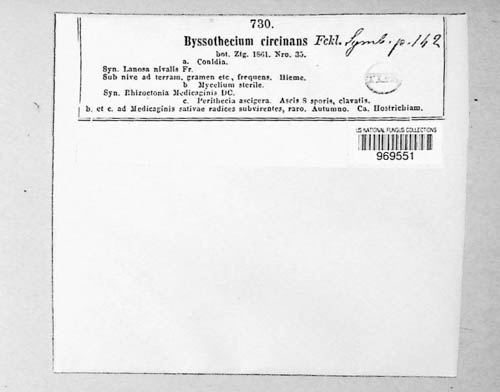 730.
Byssothecium circinans Fckl. Symb. p. 142
bot. Ztg. 1861. Nro. 35.
a. Conidia.
Syn. Lanosa nivalis Fr.
Sub nive ad terram, gramen etc, frequens. Hieme.
b Mycelium sterile.
Syn. Rhizoctonia Medicaginis DC.
c. Perithecia ascigera. Ascis 8 sporis, clavatis.
b. et c. ad Medicaginis sativae radices subvirentes, raro. Autumno. Ca. Hostrichiam.
US NATIONAL FUNGUS COLLECTIONS
969551